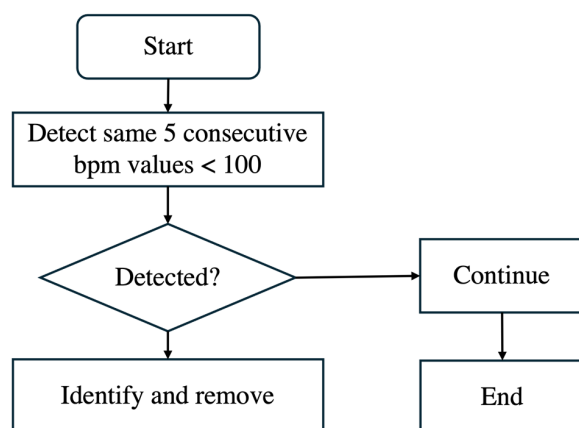 Start
Detect same 5 consecutive
bpm values < 100
Detected?
Continue
Identify and remove
End